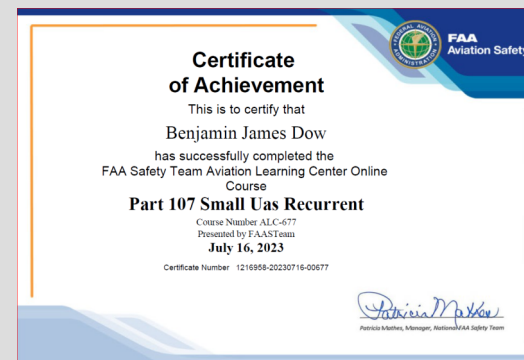 FAA
Aviation Safety
Certificate
of Achievement
This is to certify that
Benjamin James Dow
has successfully completed the
FAA Safety Team Aviation Learning Center Online
Course
Part 107 Small Uas Recurrent
Course Number ALC-677
Presented by FAASTeam
July 16, 2023
Certificate Number 1216958-20230716-00677
Patricia Mathes
Patricia Mathes, Manager, National FAA Safety Team